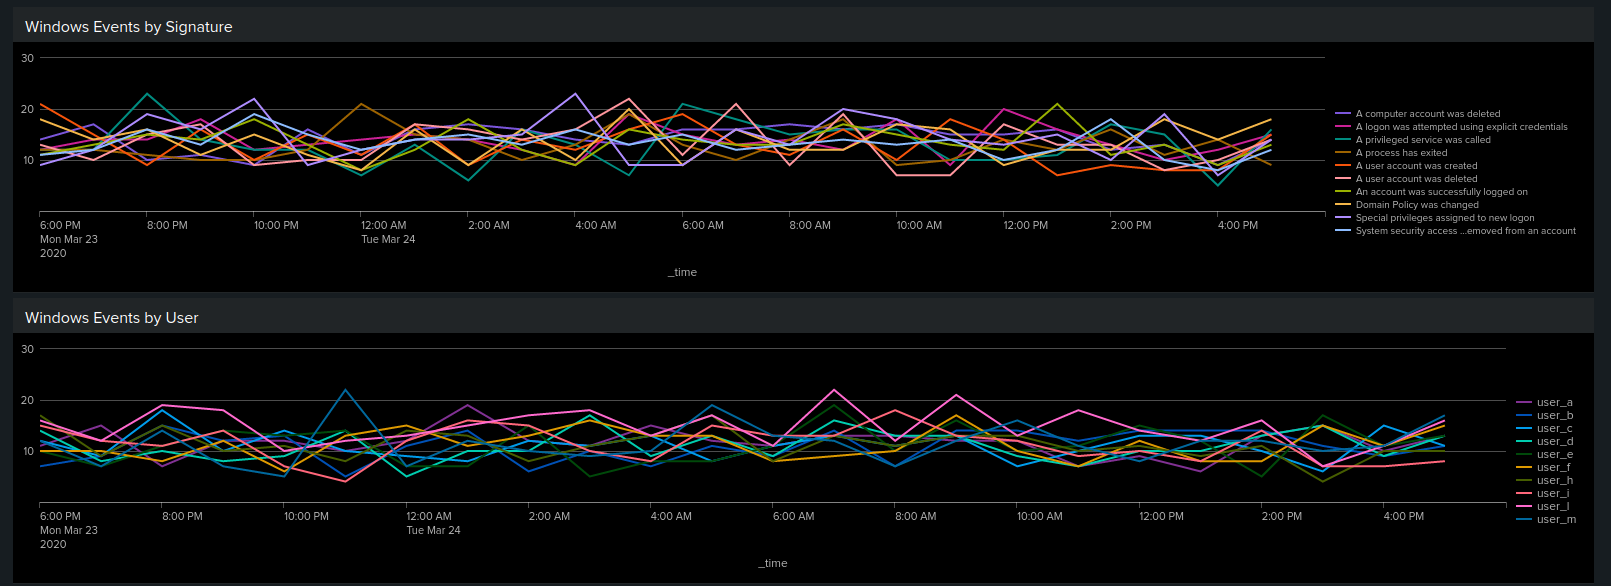 Windows Events by Signature
30
20
10
6:00 PM 8:00 PM 10:00 PM 12:00 AM 2:00 AM 4:00 AM 6:00 AM 8:00 AM 10:00 AM 12:00 PM 2:00 PM 4:00 PM
Mon Mar 23 Tue Mar 24
2020
_time
A computer account was deleted
A logon was attempted using explicit credentials
A privileged service was called
A process has exited
A user account was created
A user account was deleted
An account was successfully logged on
Domain Policy was changed
Special privileges assigned to new logon
System security access ...emoved from an account
Windows Events by User
30
20
10
6:00 PM 8:00 PM 10:00 PM 12:00 AM 2:00 AM 4:00 AM 6:00 AM 8:00 AM 10:00 AM 12:00 PM 2:00 PM 4:00 PM
Mon Mar 23 Tue Mar 24
2020
_time
user_a
user_b
user_c
user_d
user_e
user_f
user_h
user_i
user_l
user_m